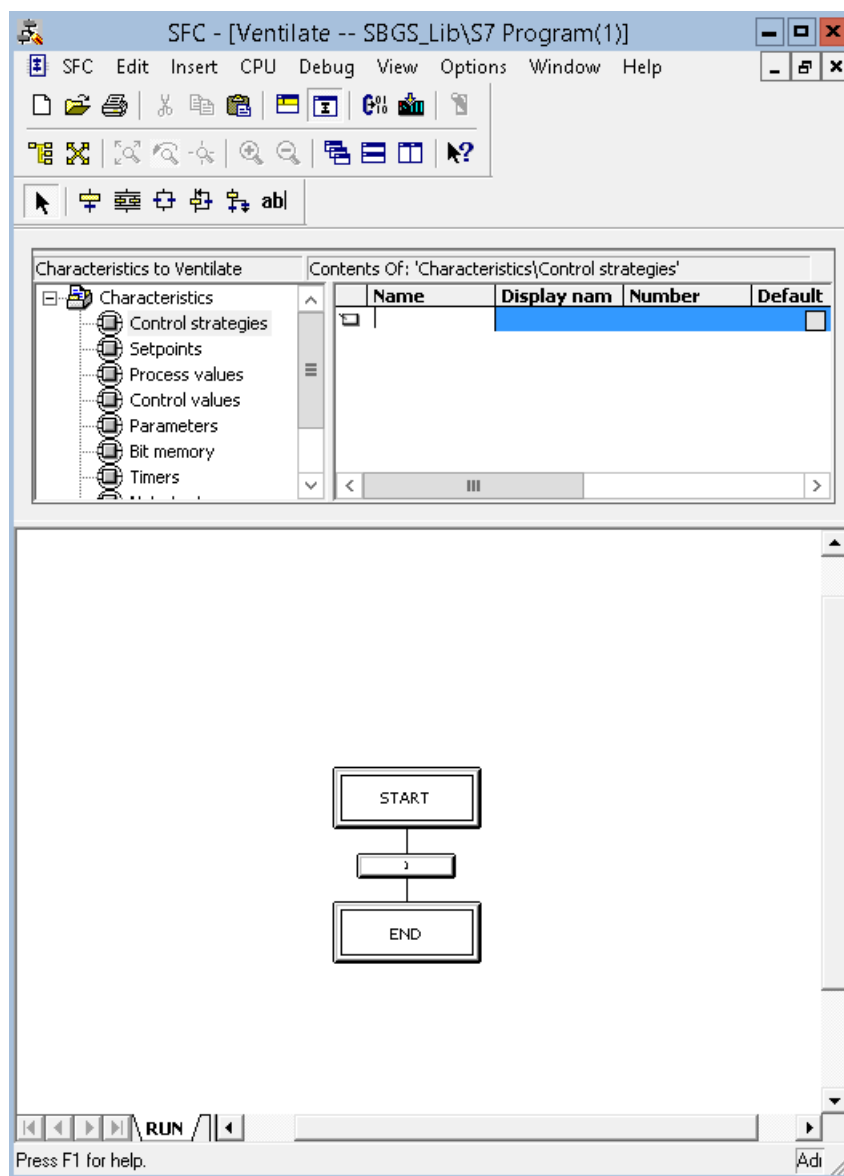 SFC - [Ventilate -- SBGS_Lib\S7 Program(1)]
SFC Edit Insert CPU Debug View Options Window Help
ab|
Characteristics to Ventilate Contents Of: 'Characteristics\Control strategies'
Characteristics Name Display nam Number Default
Control strategies
Setpoints
Process values
Control values
Parameters
Bit memory
Timers
START
END
RUN
Press F1 for help. Adı